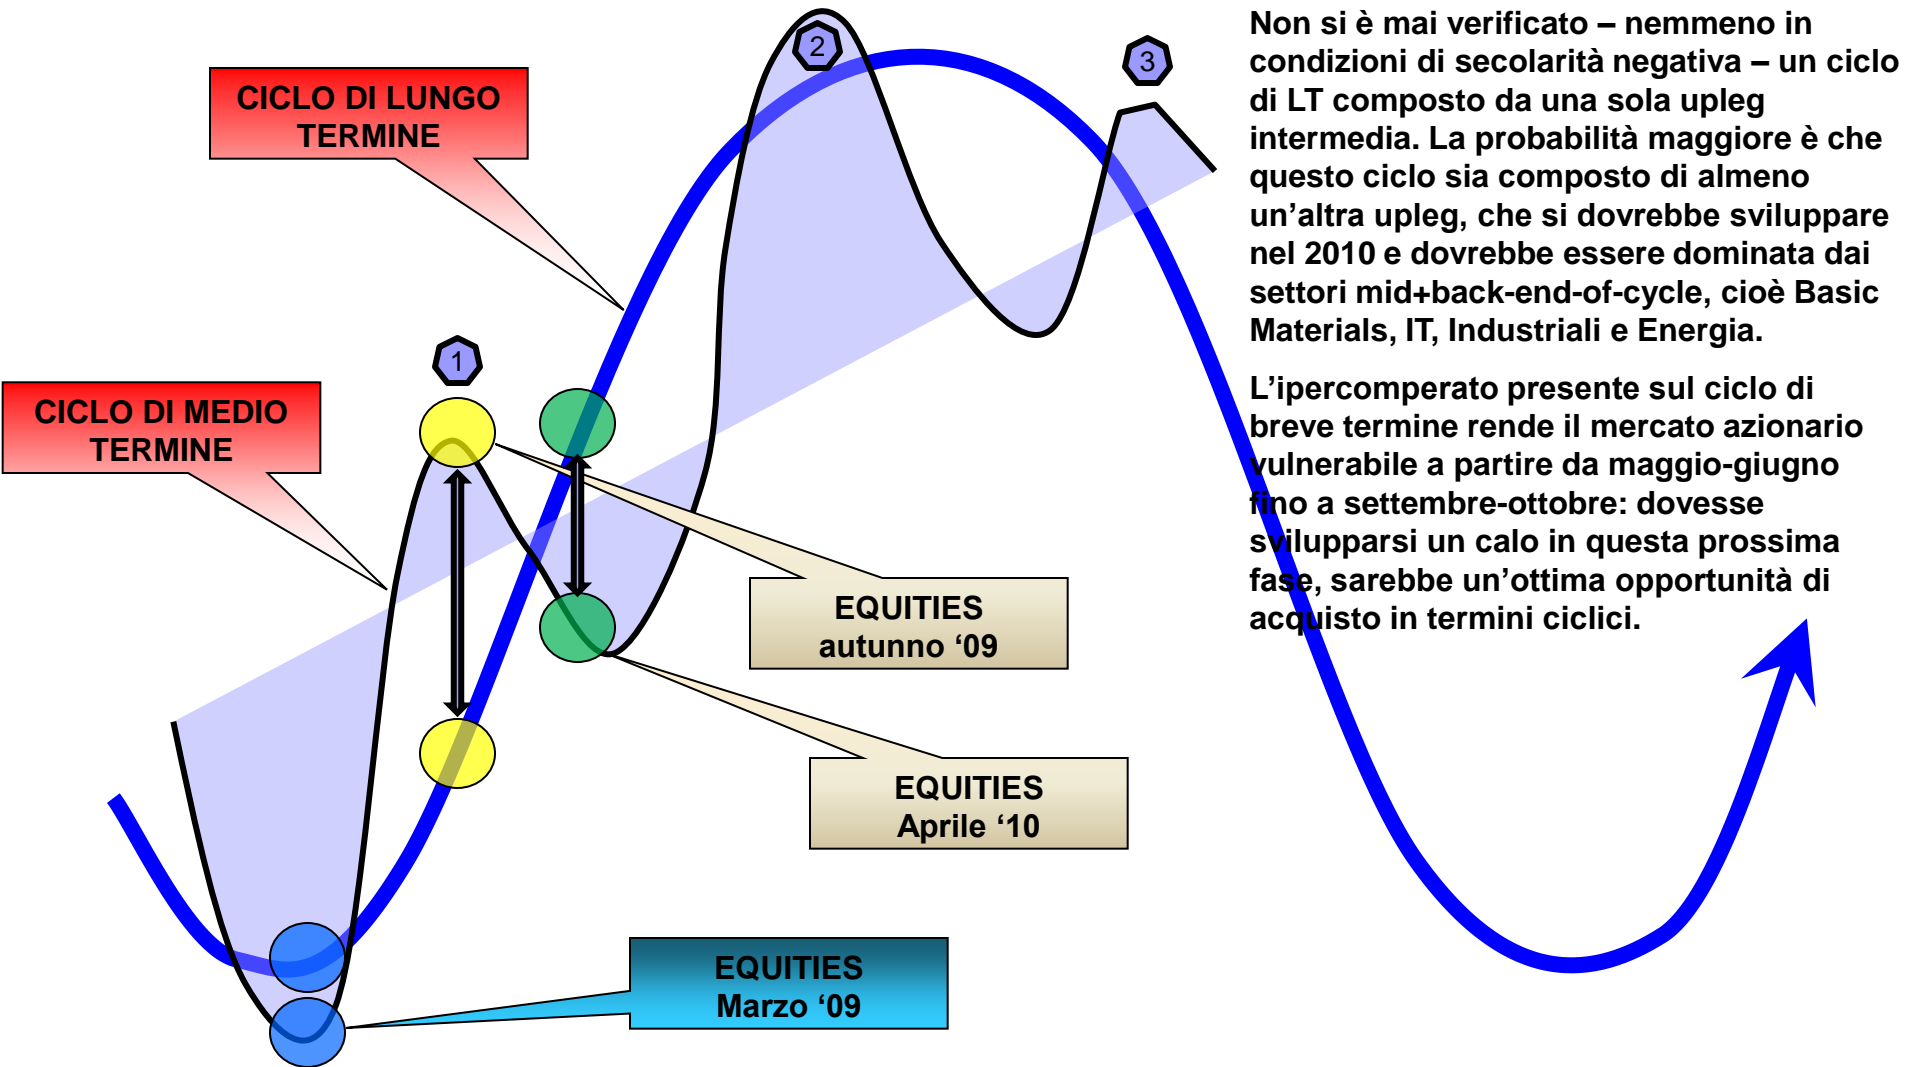 CICLO DI LUNGO
TERMINE
2
3
1
CICLO DI MEDIO
TERMINE
EQUITIES
autunno ‘09
EQUITIES
Aprile ‘10
EQUITIES
Marzo ‘09
Non si è mai verificato – nemmeno in
condizioni di secolarità negativa – un ciclo
di LT composto da una sola upleg
intermedia. La probabilità maggiore è che
questo ciclo sia composto di almeno
un’altra upleg, che si dovrebbe sviluppare
nel 2010 e dovrebbe essere dominata dai
settori mid+back-end-of-cycle, cioè Basic
Materials, IT, Industriali e Energia.
L’ipercomperato presente sul ciclo di
breve termine rende il mercato azionario
vulnerabile a partire da maggio-giugno
fino a settembre-ottobre: dovesse
svilupparsi un calo in questa prossima
fase, sarebbe un’ottima opportunità di
acquisto in termini ciclici.